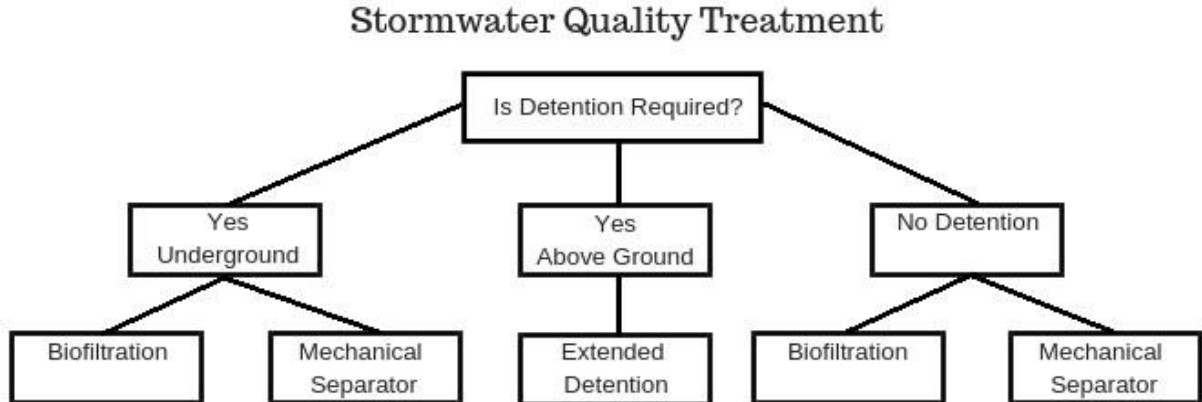 Stormwater Quality Treatment
Is Detention Required?
Yes
Underground
Yes
Above Ground
No Detention
Biofiltration
Mechanical
Separator
Extended
Detention
Biofiltration
Mechanical
Separator